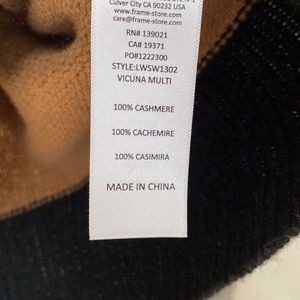 Culver City CA 90232 USA
www.frame-store.com
care@frame-store.com
RN# 139021
CA# 19371
PO#1222300
STYLE:LWSW1302
VICUNA MULTI
100% CASHMERE
100% CACHEMIRE
100% CASIMIRA
MADE IN CHINA